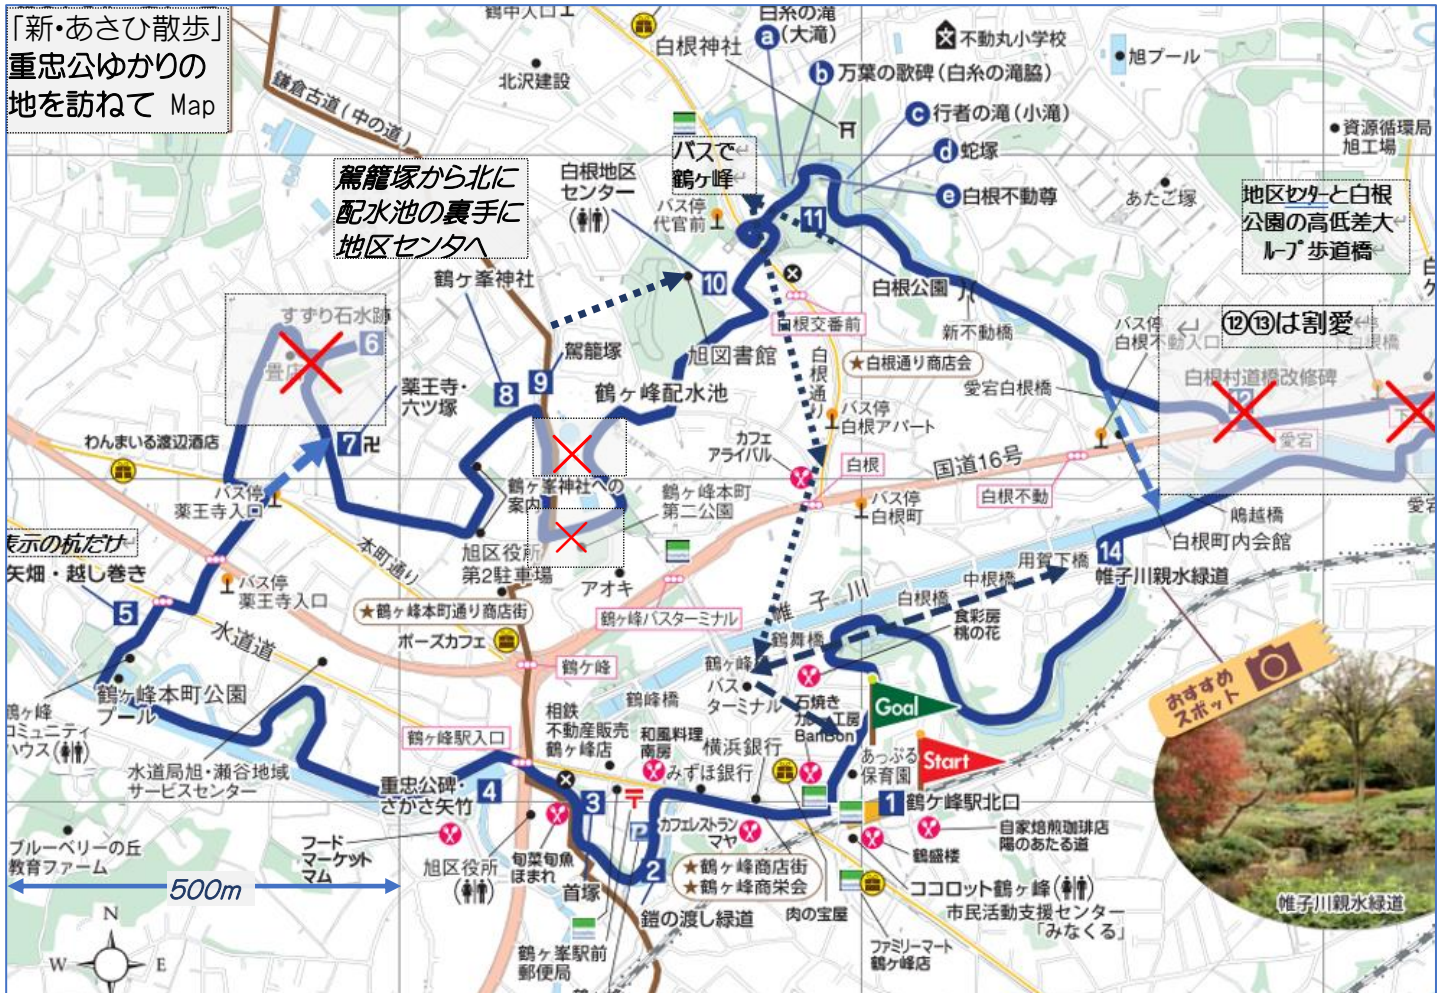 「新・あさひ散歩」
重忠公ゆかりの
地を訪ねて Map
鶴中入口
白根神社
北沢建設
鎌倉古道(中の道)
白糸の滝
(大滝)
a
b 万葉の歌碑(白糸の滝脇)
c 行者の滝(小滝)
d 蛇塚
e 白根不動尊
不動丸小学校
旭プール
資源循環局
旭工場
あたご塚
地区センターと白根
公園の高低差大
ループ歩道橋
駕籠塚から北に
配水池の裏手に
地区センタへ
白根地区
センター
バスで
鶴ヶ峰
バス停
代官前
11
10
白根公園
新不動橋
白根交番前
旭図書館
鶴ヶ峯神社
駕籠塚
8
9
鶴ヶ峰配水池
すずり石水跡
6
畳店
薬王寺・
六ツ塚
7
卍
わんまいる渡辺酒店
バス停
薬王寺入口
★白根通り商店会
白根通り
バス停
白根アパート
カフェ
アライバル
白根
国道16号
バス停
白根町
白根不動
愛宕白根橋
バス停
白根不動入口
⑫⑬は割愛
白根村道橋改修碑
12
愛宕
嶋越橋
白根町内会館
鶴ヶ峯神社への
案内
鶴ヶ峰本町
第二公園
旭区役所
第2駐車場
アオキ
本町通り
表示の杭だけ
矢畑・越し巻き
5
バス停
薬王寺入口
水道道
★鶴ヶ峰本町通り商店街
ポーズカフェ
鶴ヶ峰バスターミナル
鶴ケ峰
帷子川
14
帷子川親水緑道
用賀下橋
中根橋
白根橋
鶴舞橋
食彩房
桃の花
鶴ヶ峰
バス
ターミナル
鶴峰橋
鶴ヶ峰本町公園
プール
鶴ヶ峰
コミュニティ
ハウス
水道局旭・瀬谷地域
サービスセンター
鶴ヶ峰駅入口
相鉄
不動産販売
鶴ヶ峰店
和風料理
南房
みずほ銀行
横浜銀行
石焼き
カレー工房
BanBon
Goal
Start
あっぷる
保育園
1 鶴ケ峰駅北口
おすすめ
スポット
重忠公碑・
さかさ矢竹
4
3
2
ブルーベリーの丘
教育ファーム
フード
マーケット
マム
旭区役所
旬菜旬魚
ほまれ
首塚
カフェレストラン
マヤ
★鶴ヶ峰商店街
★鶴ヶ峰商栄会
鎧の渡し緑道
肉の宝屋
鶴盛楼
自家焙煎珈琲店
陽のあたる道
ココロット鶴ヶ峰
市民活動支援センター
「みなくる」
ファミリーマート
鶴ケ峰店
鶴ヶ峯駅前
郵便局
帷子川親水緑道
500m
N
W
E